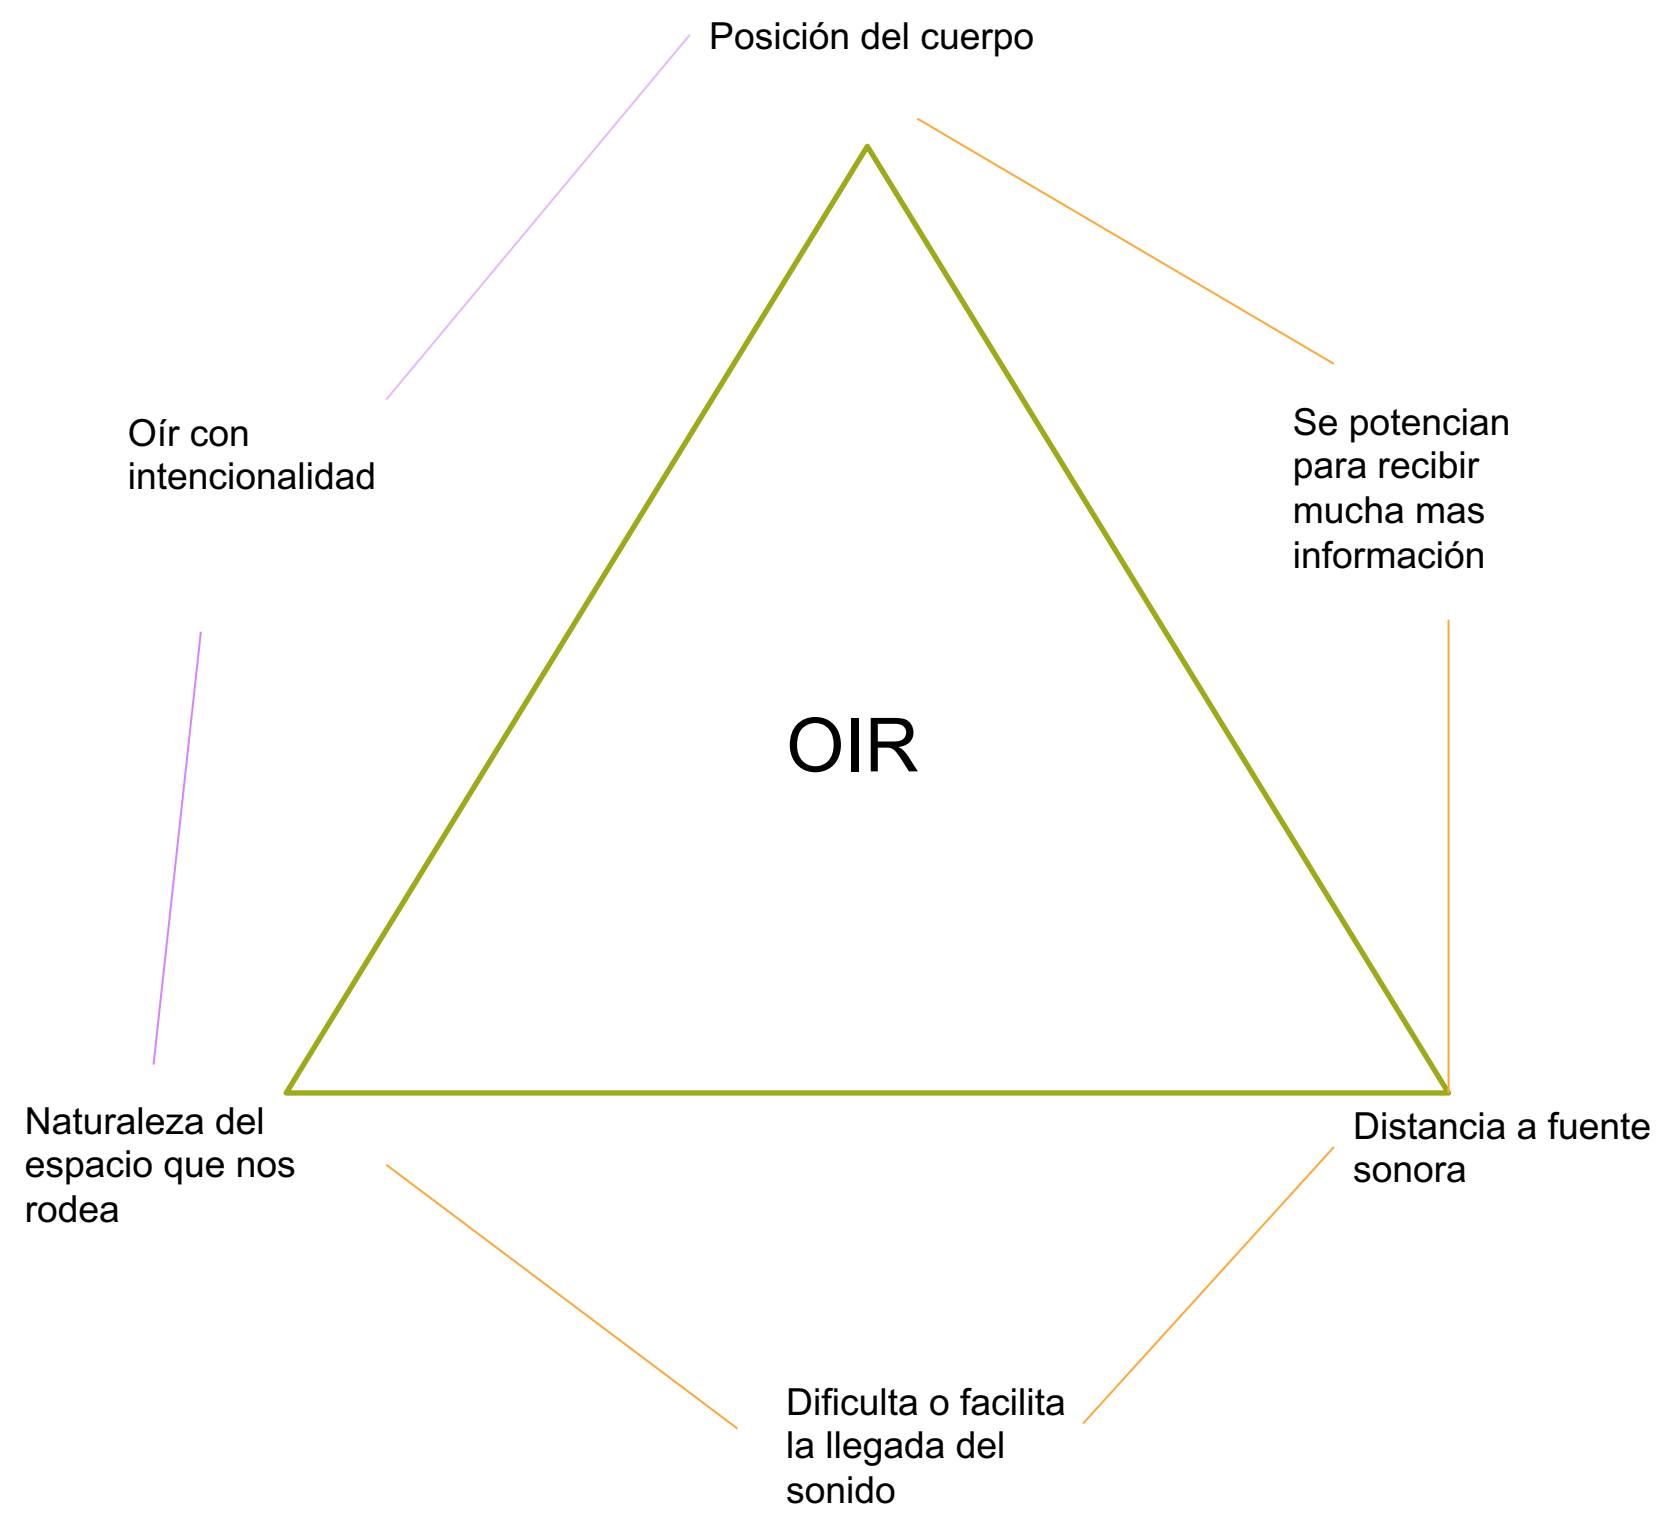 Posición del cuerpo
Oír con
intencionalidad
Se potencian
para recibir
mucha mas
información
OIR
Naturaleza del
espacio que nos
rodea
Distancia a fuente
sonora
Dificulta o facilita
la llegada del
sonido